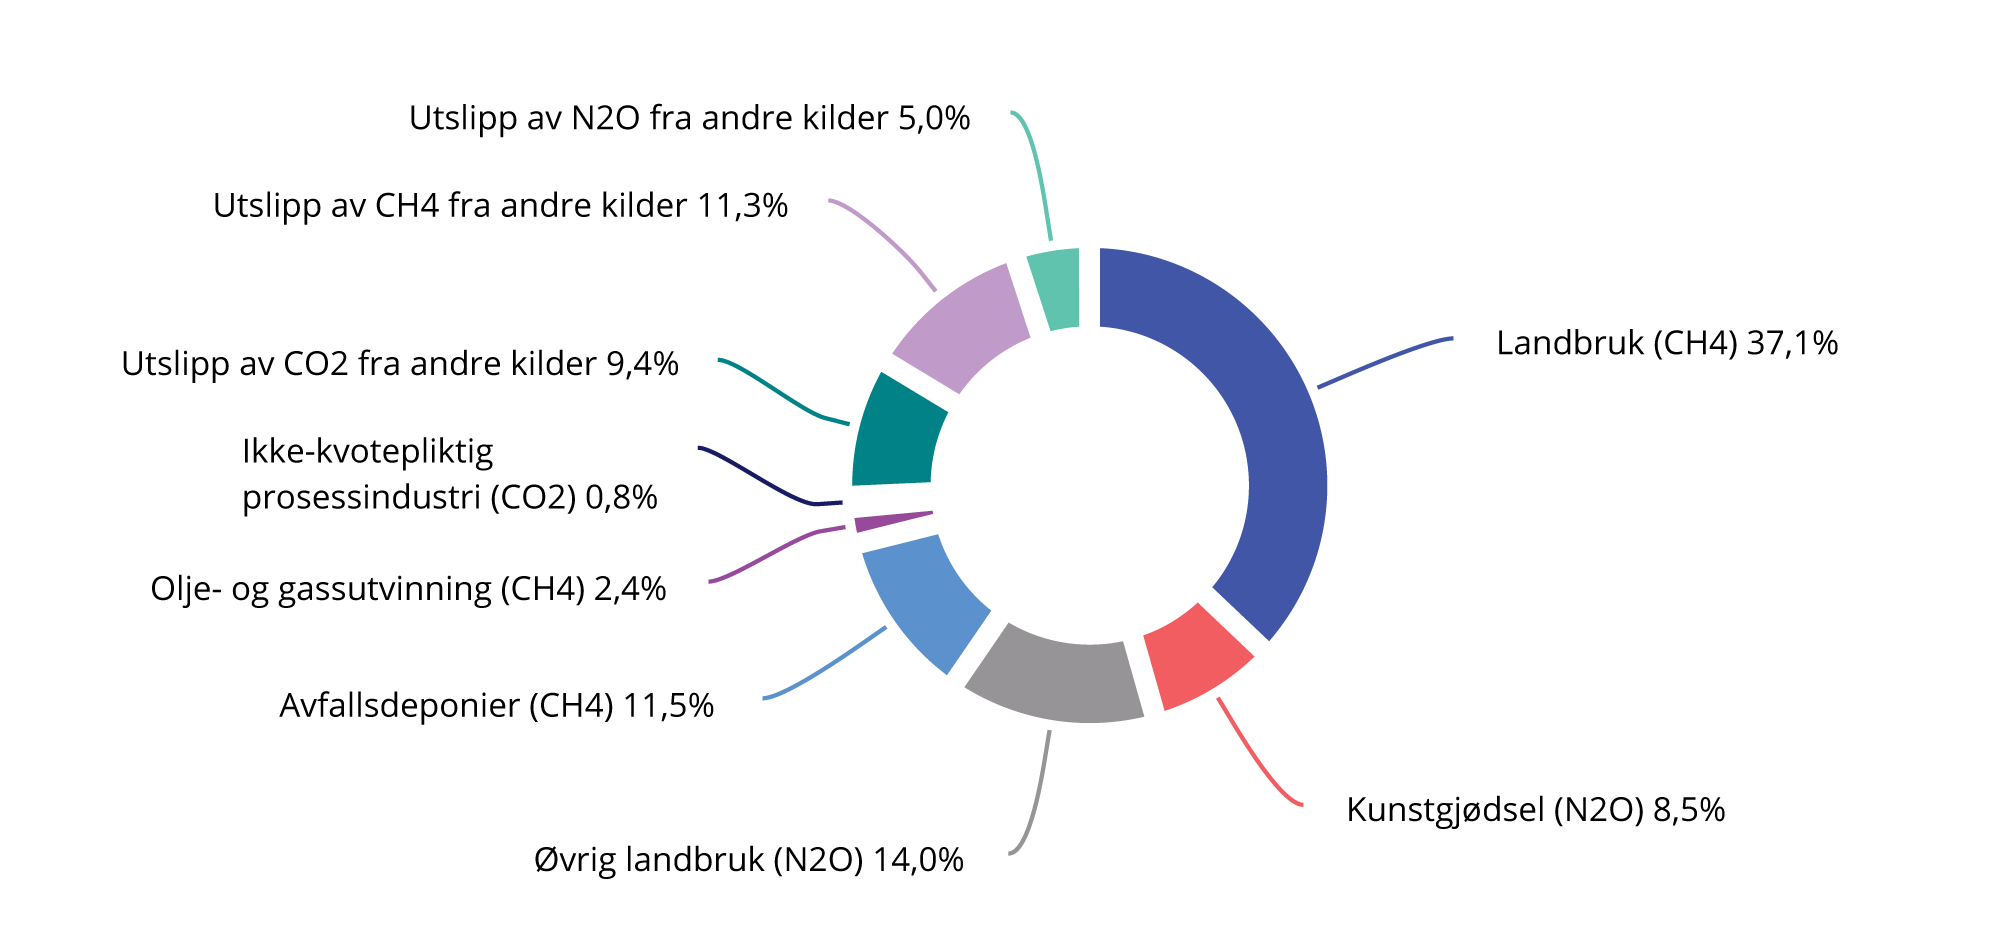 Utslipp av N2O fra andre kilder 5,0%
Utslipp av CH4 fra andre kilder 11,3%
Landbruk (CH4) 37,1%
Utslipp av CO2 fra andre kilder 9,4%
Ikke-kvotepliktig
prosessindustri (CO2) 0,8%
Olje- og gassutvinning (CH4) 2,4%
Avfallsdeponier (CH4) 11,5%
Kunstgjødsel (N2O) 8,5%
Øvrig landbruk (N2O) 14,0%